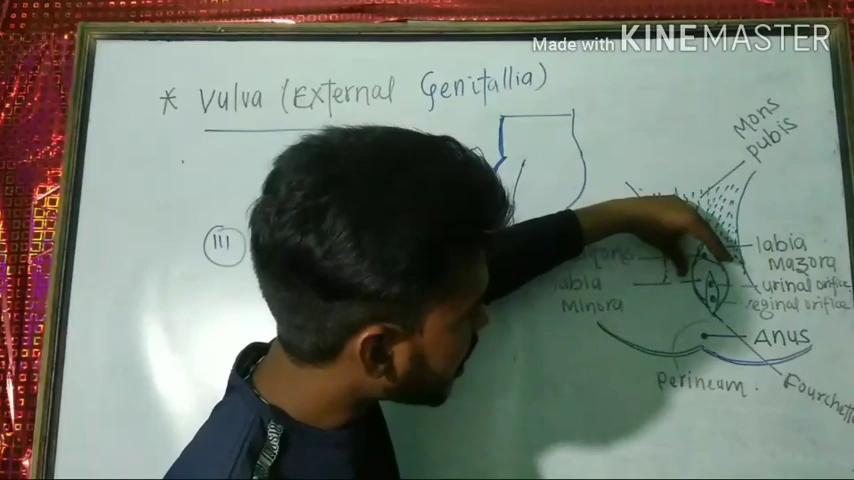 Made with KINEMASTER
* Vulva (External Genitallia)
Mons
pubis
III
labia
Mazora
urinal orifice
labia
Minora
veginal orifice
Anus
perineum.
Fourchette